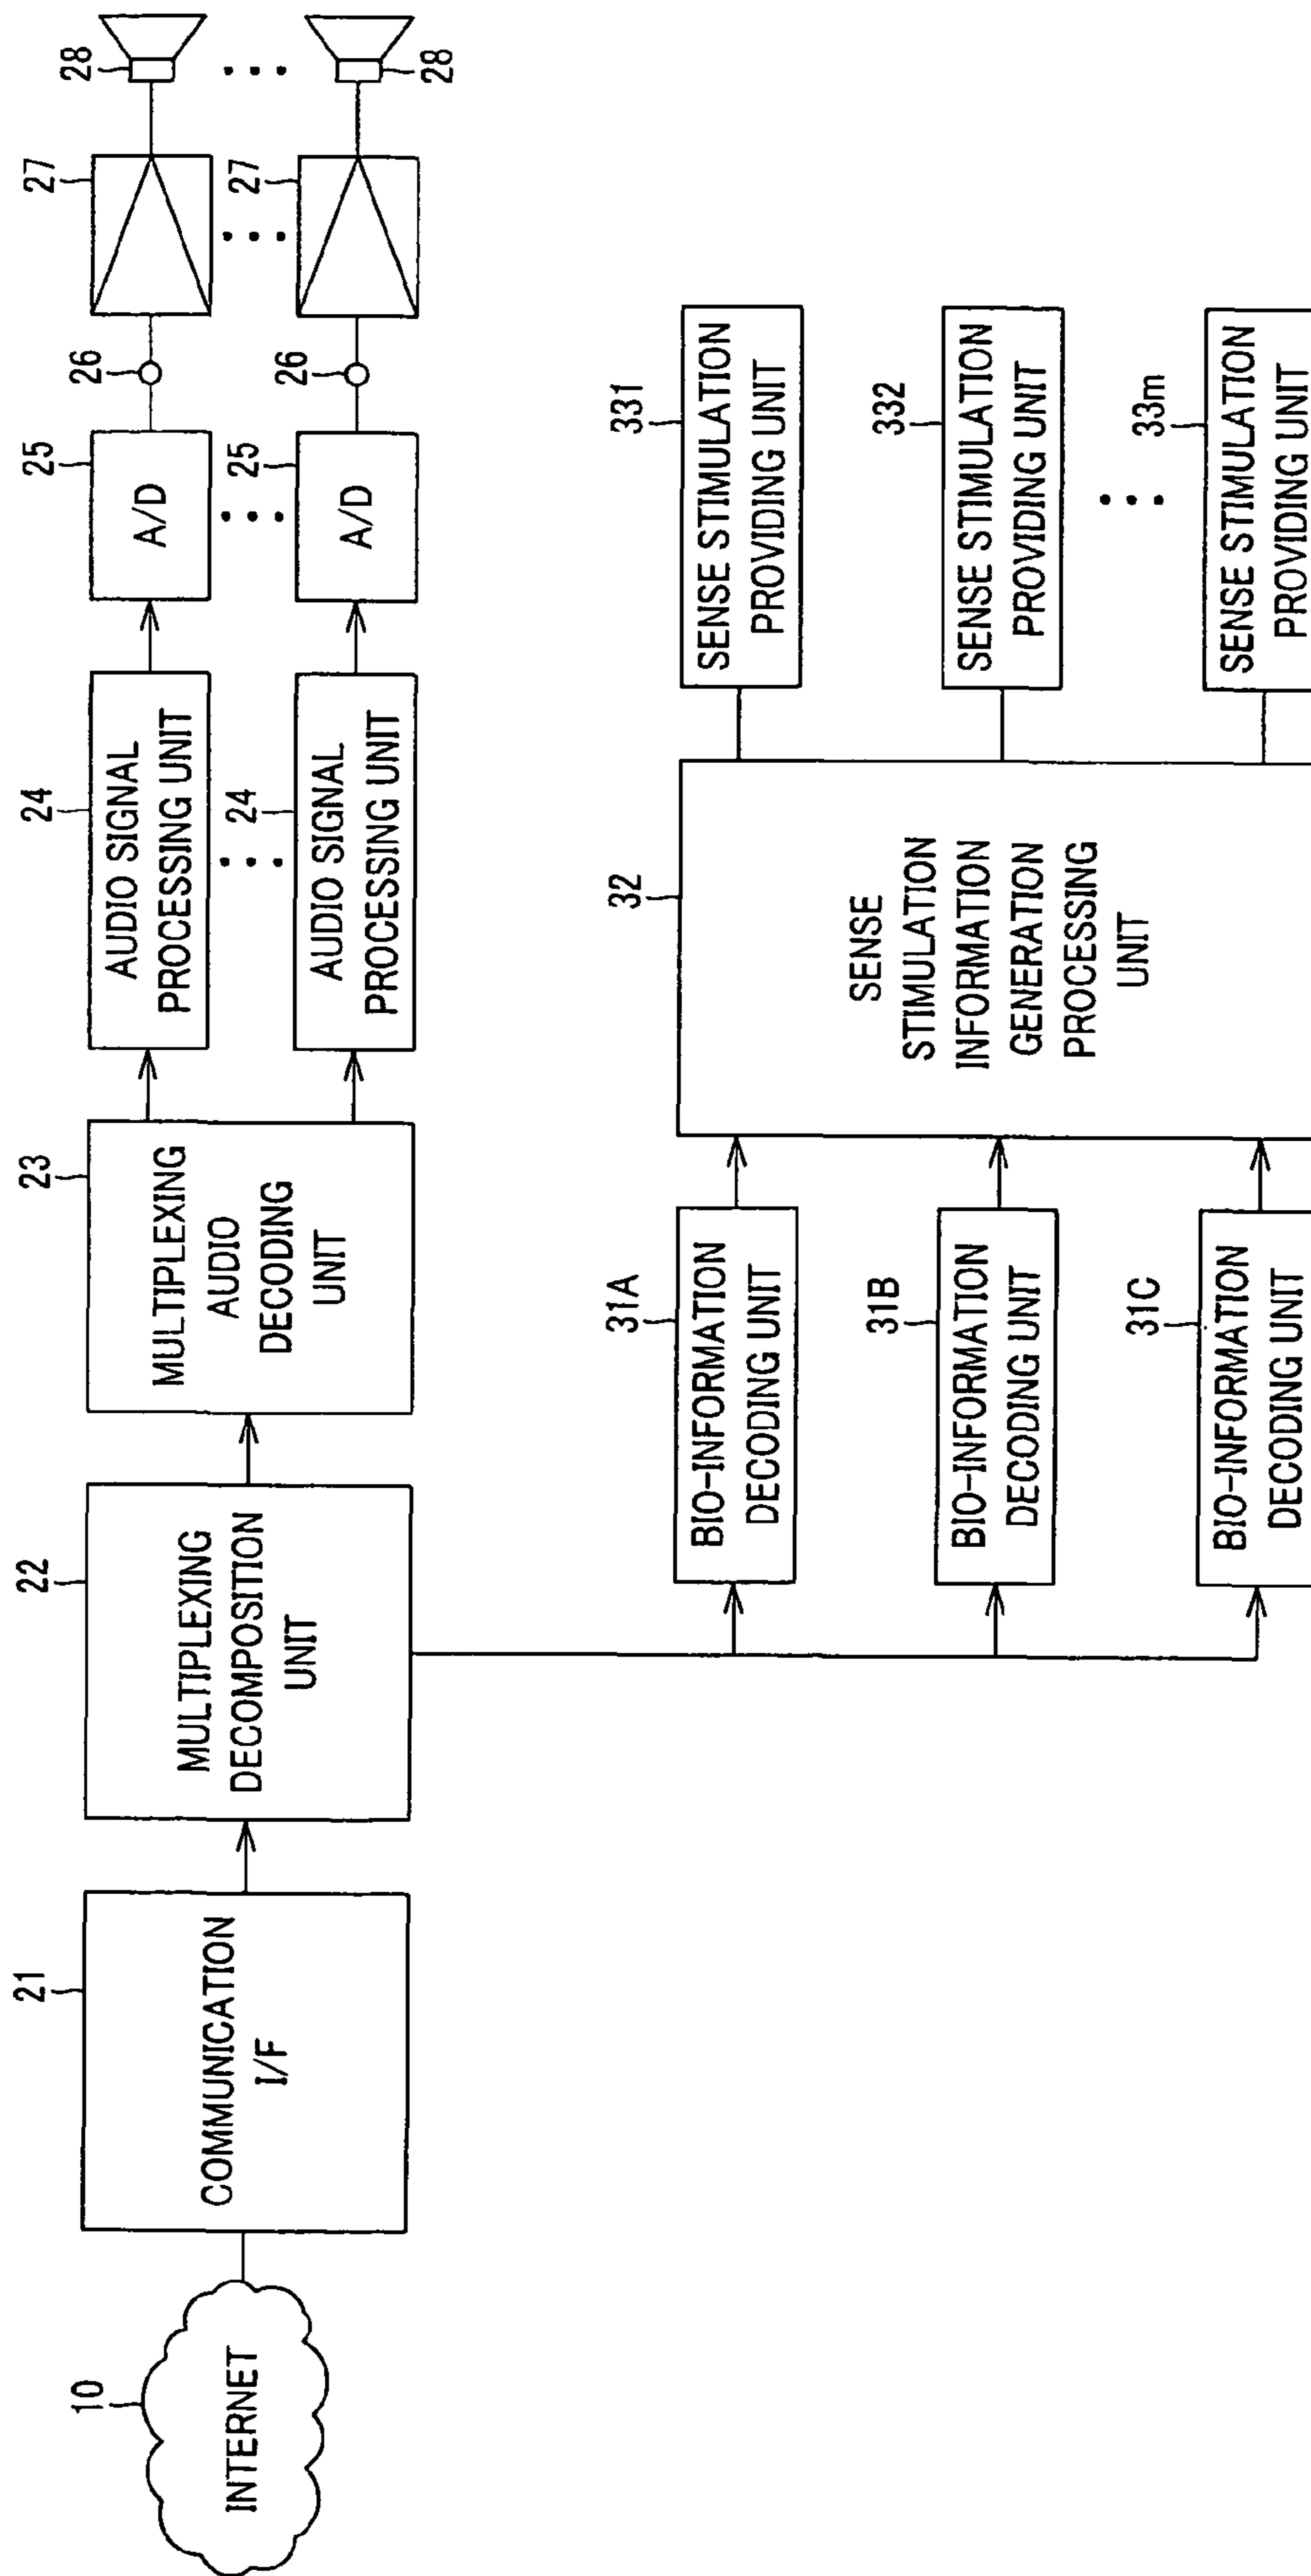 10
INTERNET
21
COMMUNICATION
I/F
22
MULTIPLEXING
DECOMPOSITION
UNIT
23
MULTIPLEXING
AUDIO
DECODING
UNIT
24
AUDIO SIGNAL
PROCESSING UNIT
24
AUDIO SIGNAL
PROCESSING UNIT
25
A/D
25
A/D
26
26
27
27
28
28
31A
BIO-INFORMATION
DECODING UNIT
31B
BIO-INFORMATION
DECODING UNIT
31C
BIO-INFORMATION
DECODING UNIT
32
SENSE
STIMULATION
INFORMATION
GENERATION
PROCESSING
UNIT
331
SENSE STIMULATION
PROVIDING UNIT
332
SENSE STIMULATION
PROVIDING UNIT
33m
SENSE STIMULATION
PROVIDING UNIT